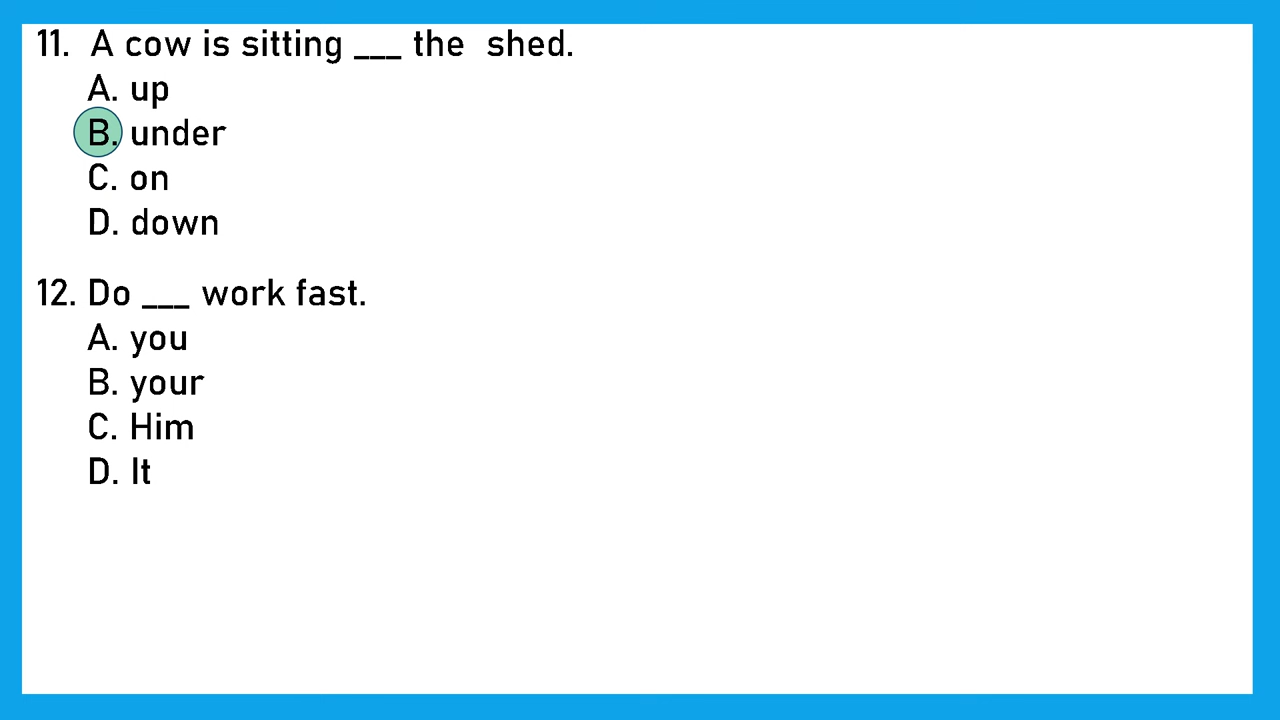 11. A cow is sitting ___ the shed.
A. up
B. under
C. on
D. down
12. Do ___ work fast.
A. you
B. your
C. Him
D. It